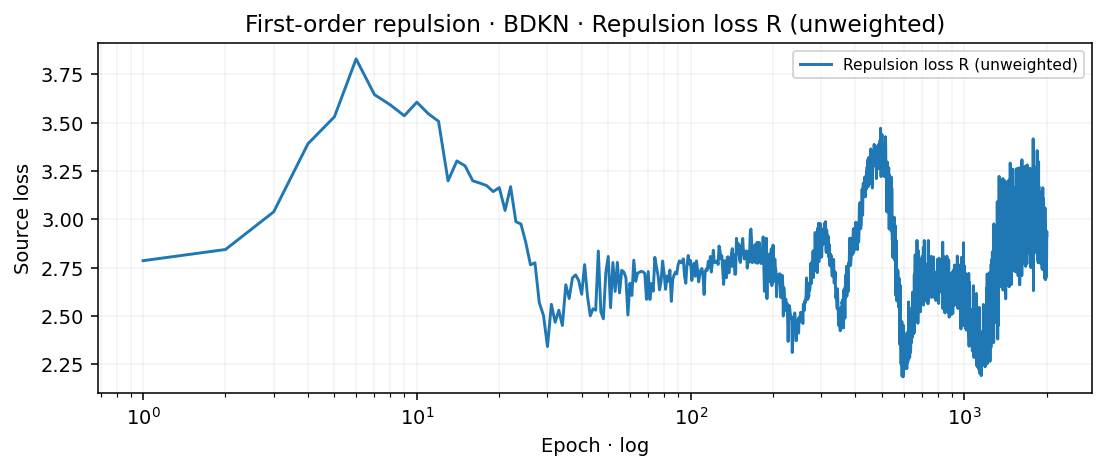 First-order repulsion · BDKN · Repulsion loss R (unweighted)
Repulsion loss R (unweighted)
Source loss
3.75
3.50
3.25
3.00
2.75
2.50
2.25
10⁰
10¹
10²
10³
Epoch · log